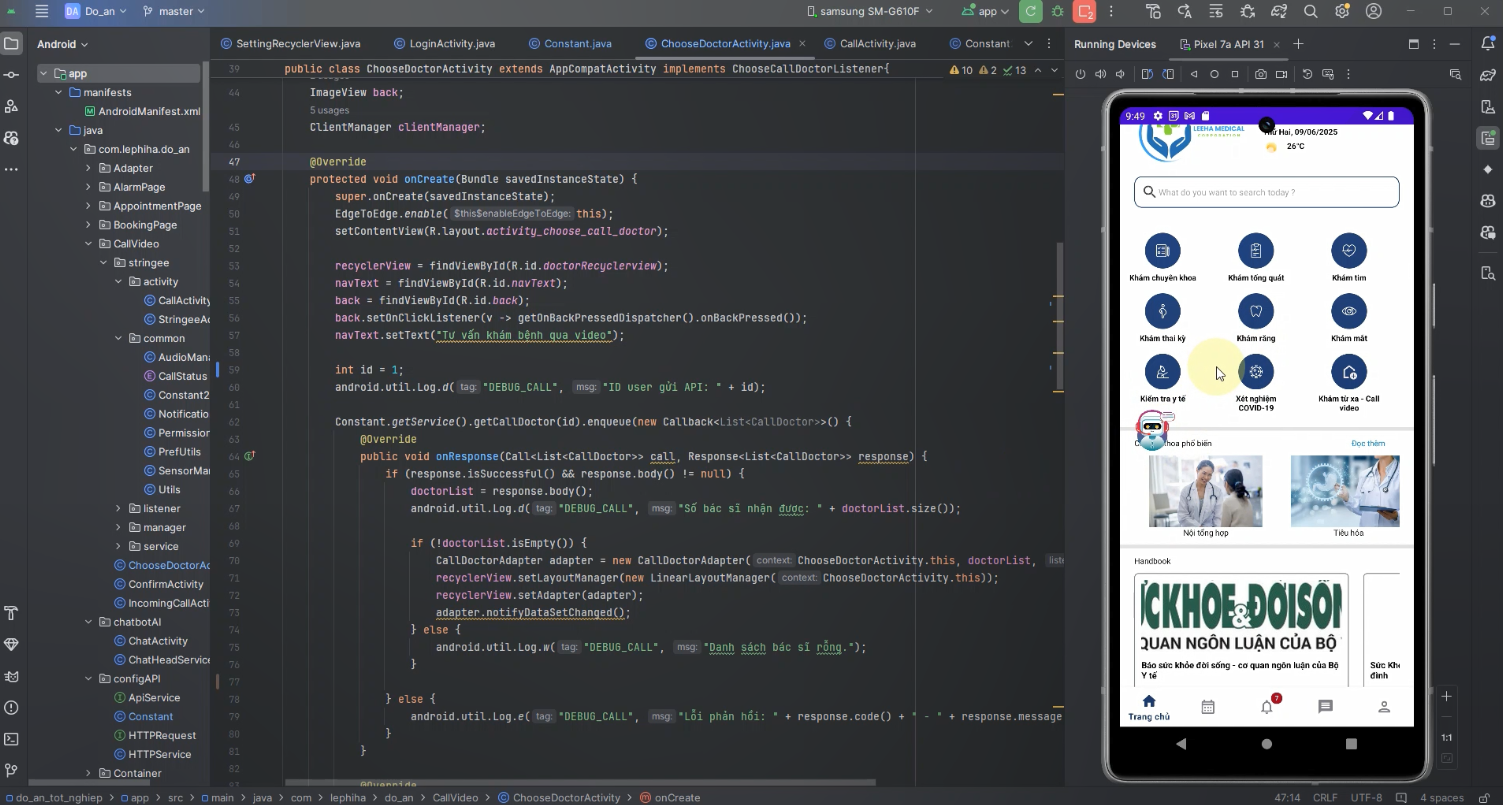 Do_an
master
samsung SM-G610F
app
2
Android
SettingRecyclerView.java
LoginActivity.java
Constant.java
ChooseDoctorActivity.java
CallActivity.java
Constant
Running Devices
Pixel 7a API 31
app
manifests
AndroidManifest.xml
java
com.lephiha.do_an
Adapter
AlarmPage
AppointmentPage
BookingPage
CallVideo
stringee
activity
CallActivity
StringeeAc
common
AudioMana
CallStatus
Constant2
Notificatio
Permission
PrefUtils
SensorMar
Utils
listener
manager
service
ChooseDoctorAc
ConfirmActivity
IncomingCallActi
chatbotAI
ChatActivity
ChatHeadService
configAPI
ApiService
Constant
HTTPRequest
HTTPService
Container
39 public class ChooseDoctorActivity extends AppCompatActivity implements ChooseCallDoctorListener{
10 2 13
44 ImageView back;
5 usages
45 ClientManager clientManager;
46
47 @Override
48 protected void onCreate(Bundle savedInstanceState) {
49 super.onCreate(savedInstanceState);
50 EdgeToEdge.enable( $this$enableEdgeToEdge: this);
51 setContentView(R.layout.activity_choose_call_doctor);
52
53 recyclerView = findViewById(R.id.doctorRecyclerview);
54 navText = findViewById(R.id.navText);
55 back = findViewById(R.id.back);
56 back.setOnClickListener(v -> getOnBackPressedDispatcher().onBackPressed());
57 navText.setText("Tư vấn khám bệnh qua video");
58
59 int id = 1;
60 android.util.Log.d( tag: "DEBUG_CALL", msg: "ID user gửi API: " + id);
61
62 Constant.getService().getCallDoctor(id).enqueue(new Callback<List<CallDoctor>>() {
63 @Override
64 public void onResponse(Call<List<CallDoctor>> call, Response<List<CallDoctor>> response) {
65 if (response.isSuccessful() && response.body() != null) {
66 doctorList = response.body();
67 android.util.Log.d( tag: "DEBUG_CALL", msg: "Số bác sĩ nhận được: " + doctorList.size());
68
69 if (!doctorList.isEmpty()) {
70 CallDoctorAdapter adapter = new CallDoctorAdapter( context: ChooseDoctorActivity.this, doctorList, liste
71 recyclerView.setLayoutManager(new LinearLayoutManager( context: ChooseDoctorActivity.this));
72 recyclerView.setAdapter(adapter);
73 adapter.notifyDataSetChanged();
74 } else {
75 android.util.Log.w( tag: "DEBUG_CALL", msg: "Danh sách bác sĩ rỗng.");
76 }
77
78 } else {
79 android.util.Log.e( tag: "DEBUG_CALL", msg: "Lỗi phản hồi: " + response.code() + " - " + response.message
80 }
81 }
82
@Override
9:49
LEEHA MEDICAL
CORPORATION
Thứ Hai, 09/06/2025
26°C
What do you want to search today ?
Khám chuyên khoa
Khám tổng quát
Khám tim
Khám thai kỳ
Khám răng
Khám mắt
Kiểm tra y tế
Xét nghiệm
COVID-19
Khám từ xa - Call
video
khoa phổ biến
Đọc thêm
Nội tổng hợp
Tiêu hóa
Handbook
ỨCKHOE&ĐOISON
QUAN NGÔN LUẬN CỦA BỘ
Báo sức khỏe đời sống - cơ quan ngôn luận của Bộ
Y tế
Sức Khỏ
đình
7
Trang chủ
1:1
do_an_tot_nghiep
app
src
main
java
com
lephiha
do_an
CallVideo
ChooseDoctorActivity
onCreate
47:14
CRLF
UTF-8
4 spaces